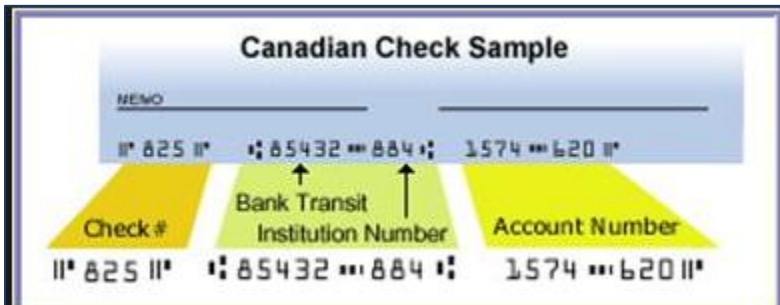 Canadian Check Sample
MEMO
⑈ 825 ⑈ ⑆ 85432 ⑉ 884 ⑆ 1574 ⑉ 620 ⑈
Bank Transit
Check # Institution Number Account Number
⑈ 825 ⑈ ⑆ 85432 ⑉ 884 ⑆ 1574 ⑉ 620 ⑈